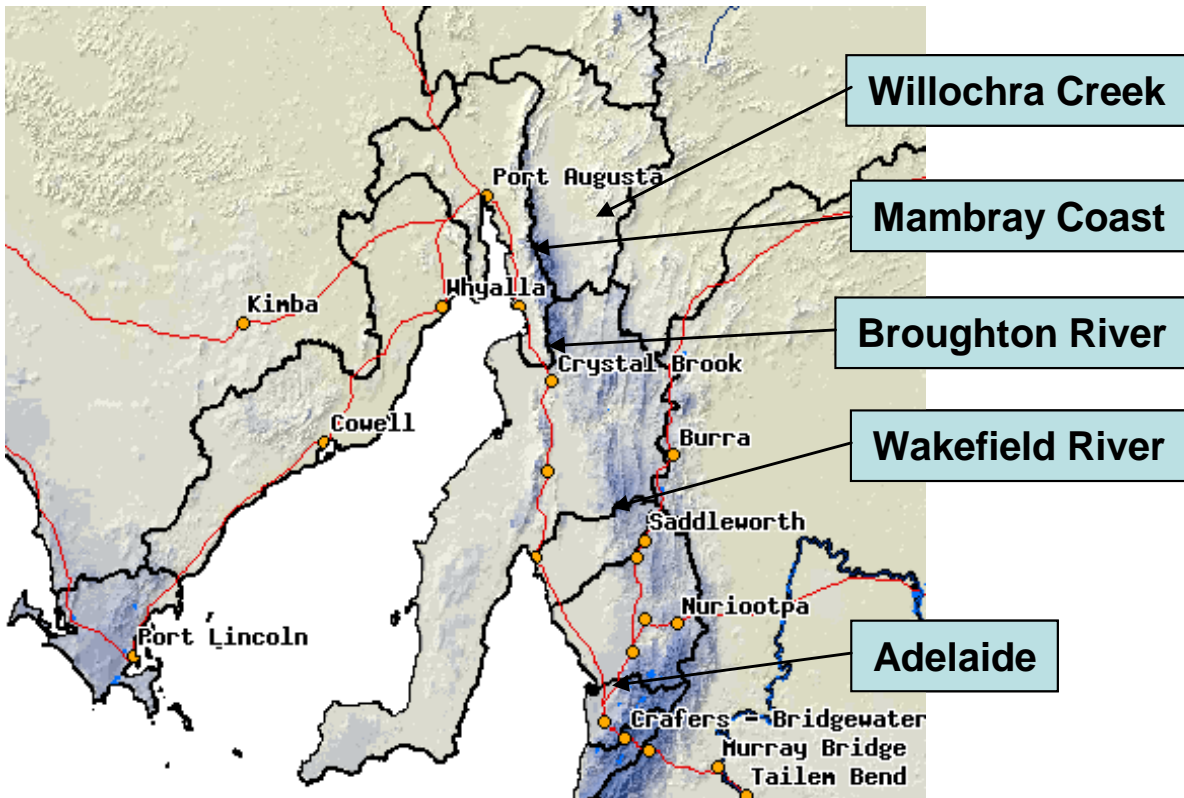 Willochra Creek
Port Augusta
Mambray Coast
Kimba
Whyalla
Broughton River
Crystal Brook
Cowell
Burra
Wakefield River
Saddleworth
Nuriootpa
Port Lincoln
Adelaide
Crafers - Bridgewater
Murray Bridge
Tailem Bend